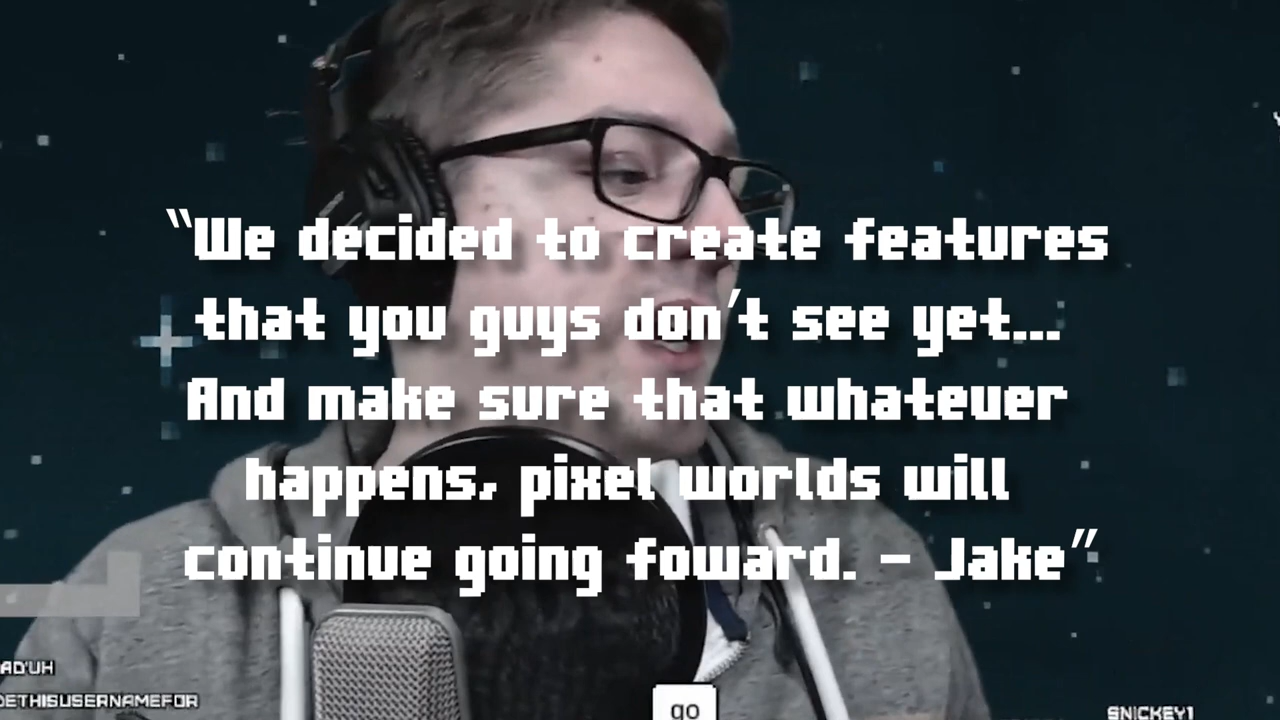 “We decided to create features
that you guys don't see yet...
And make sure that whatever
happens, pixel worlds will
continue going foward. - Jake”
AD'UH
DETHISUSERNAMEFOR
go
SNICKEY1